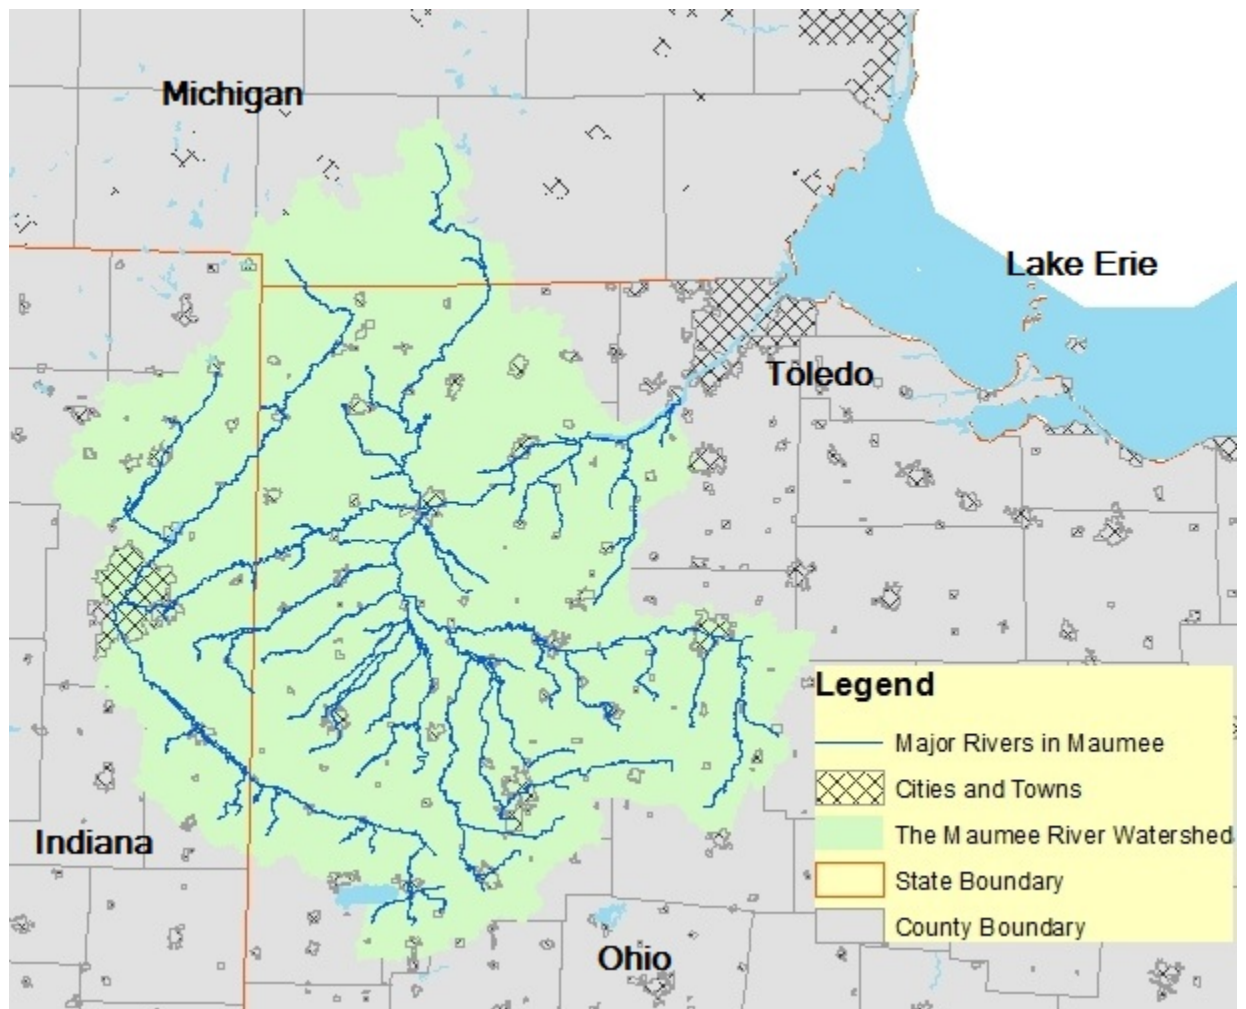 Michigan
Lake Erie
Toledo
Legend
Major Rivers in Maumee
Cities and Towns
The Maumee River Watershed
State Boundary
County Boundary
Indiana
Ohio